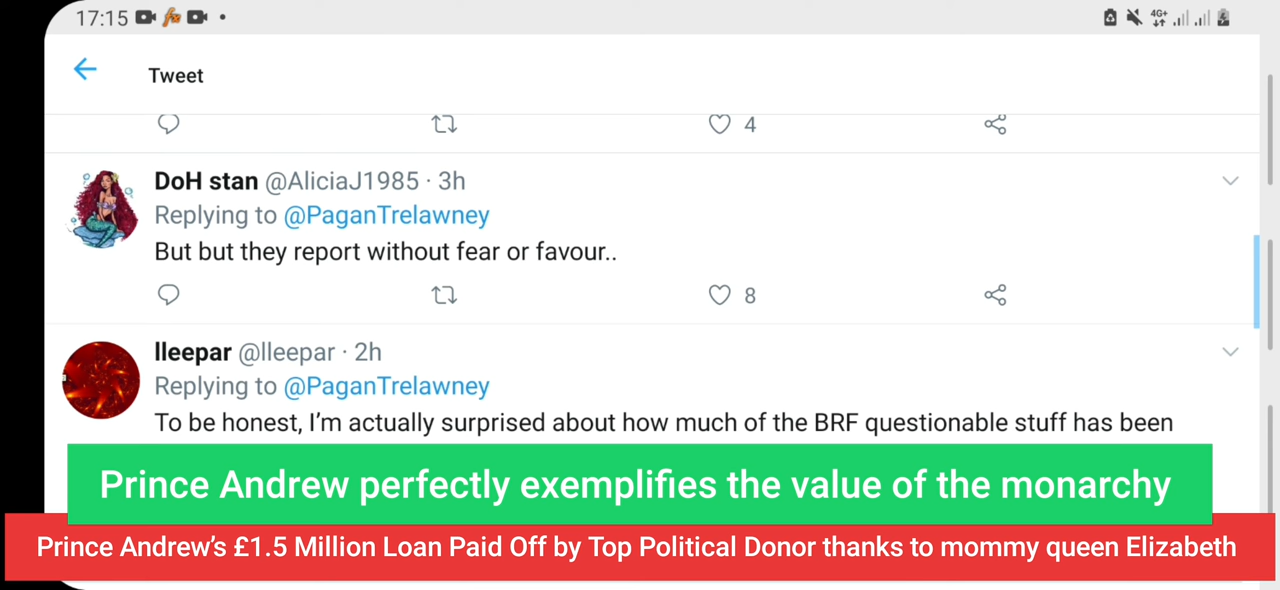 17:15
4G+
Tweet
4
DoH stan @AliciaJ1985 · 3h
Replying to @PaganTrelawney
But but they report without fear or favour..
8
lleepar @lleepar · 2h
Replying to @PaganTrelawney
To be honest, I’m actually surprised about how much of the BRF questionable stuff has been
Prince Andrew perfectly exemplifies the value of the monarchy
Prince Andrew’s £1.5 Million Loan Paid Off by Top Political Donor thanks to mommy queen Elizabeth